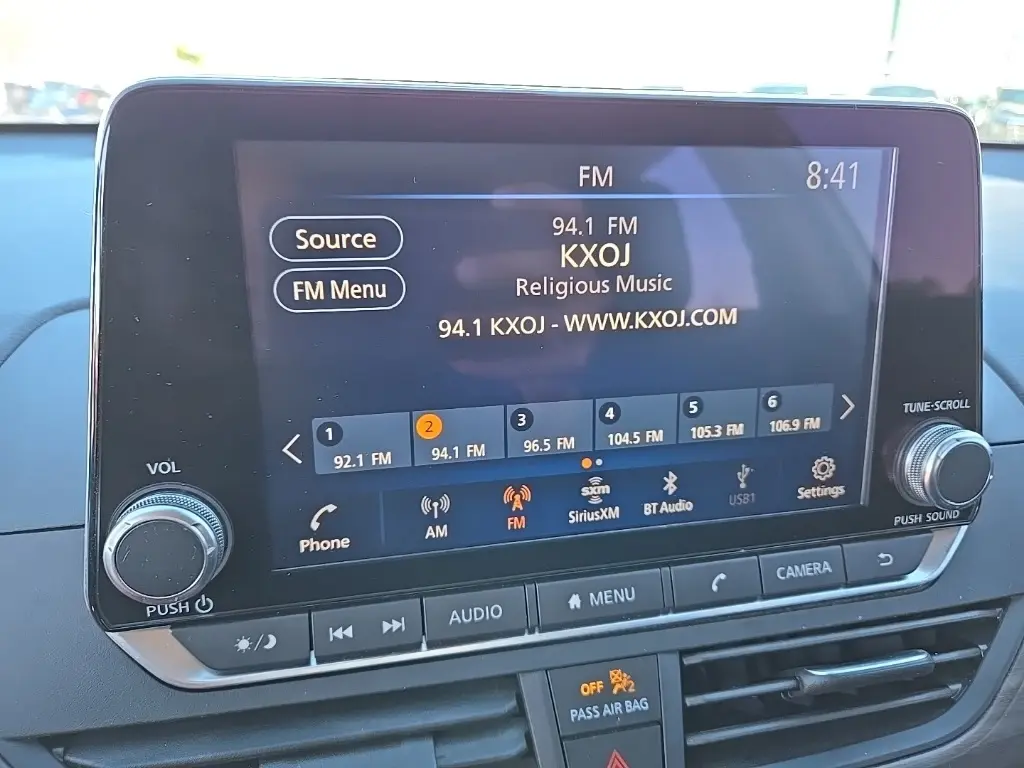 FM
8:41
Source
94.1 FM
KXOJ
FM Menu
Religious Music
94.1 KXOJ - WWW.KXOJ.COM
1
92.1 FM
2
94.1 FM
3
96.5 FM
4
104.5 FM
5
105.3 FM
6
106.9 FM
TUNE·SCROLL
PUSH SOUND
VOL
PUSH
Phone
AM
FM
sxm
SiriusXM
BT Audio
USB1
Settings
AUDIO
MENU
CAMERA
OFF
2
PASS AIR BAG